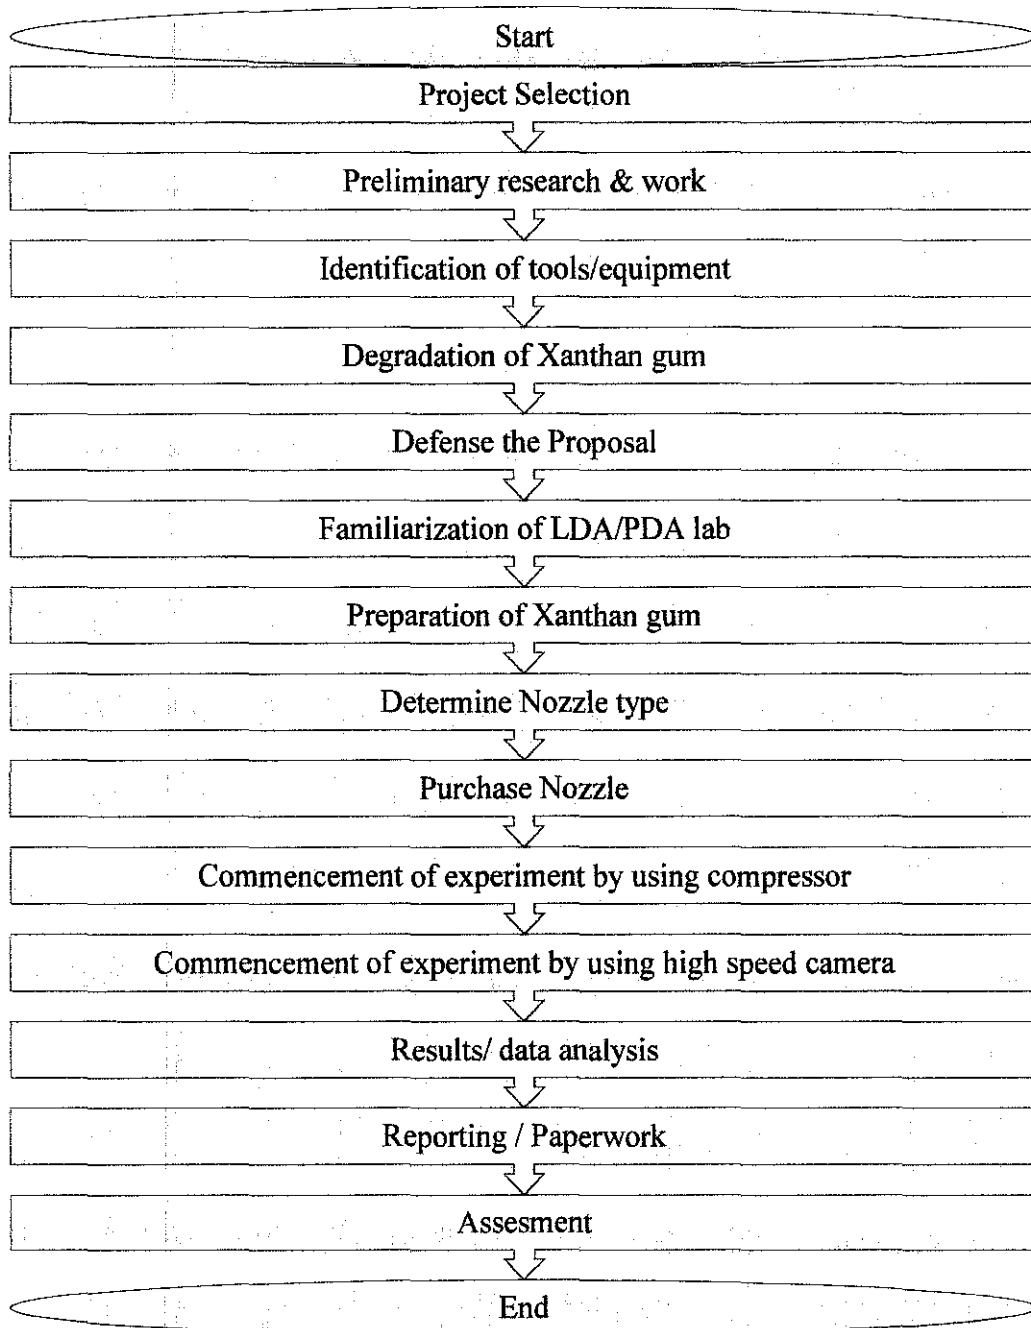 Start
Project Selection
Preliminary research & work
Identification of tools/equipment
Degradation of Xanthan gum
Defense the Proposal
Familiarization of LDA/PDA lab
Preparation of Xanthan gum
Determine Nozzle type
Purchase Nozzle
Commencement of experiment by using compressor
Commencement of experiment by using high speed camera
Results/ data analysis
Reporting / Paperwork
Assesment
End